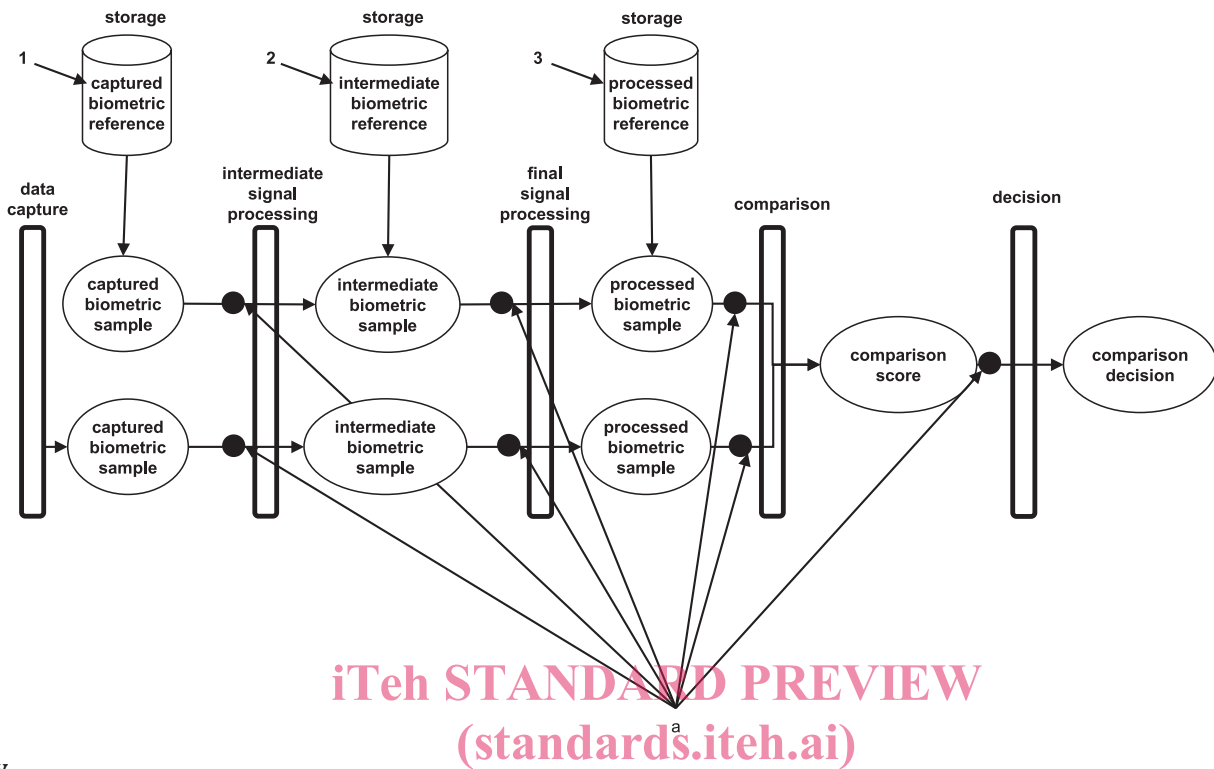 storage
storage
storage
1
2
3
captured
biometric
reference
intermediate
biometric
reference
processed
biometric
reference
data
capture
intermediate
signal
processing
final
signal
processing
comparison
decision
captured
biometric
sample
intermediate
biometric
sample
processed
biometric
sample
comparison
score
comparison
decision
captured
biometric
sample
intermediate
biometric
sample
processed
biometric
sample
iTeh STANDARD PREVIEW
a
(standards.iteh.ai)